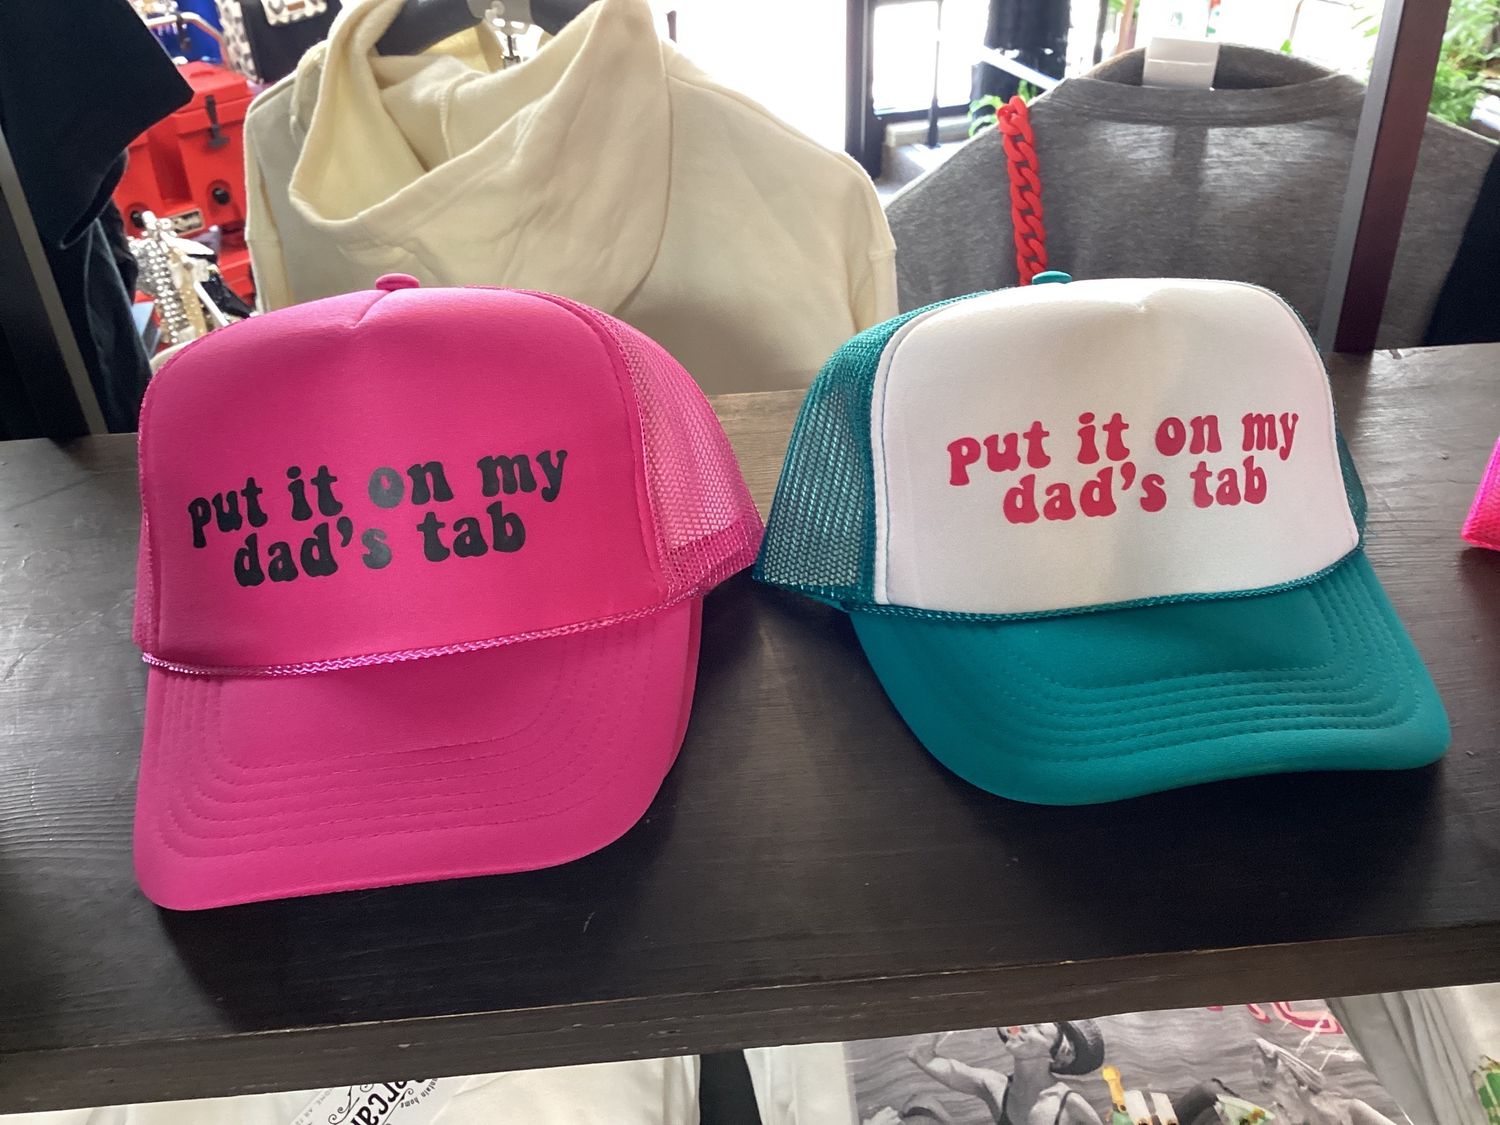 put it on my
dad's tab
put it on my
dad's tab